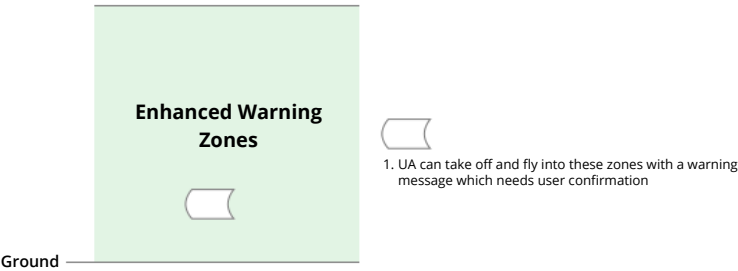 Enhanced Warning
Zones
1. UA can take off and fly into these zones with a warning
message which needs user confirmation
Ground